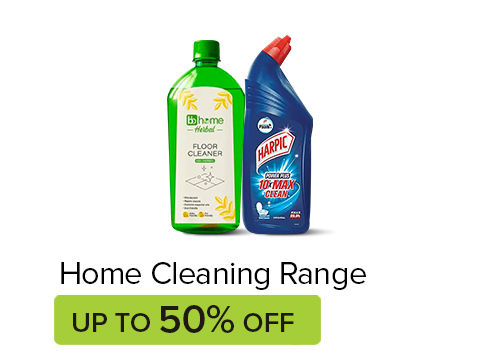 bb home
Herbal
FLOOR
CLEANER
HARPIC
POWER PLUS
10x MAX
CLEAN
Home Cleaning Range
UP TO 50% OFF